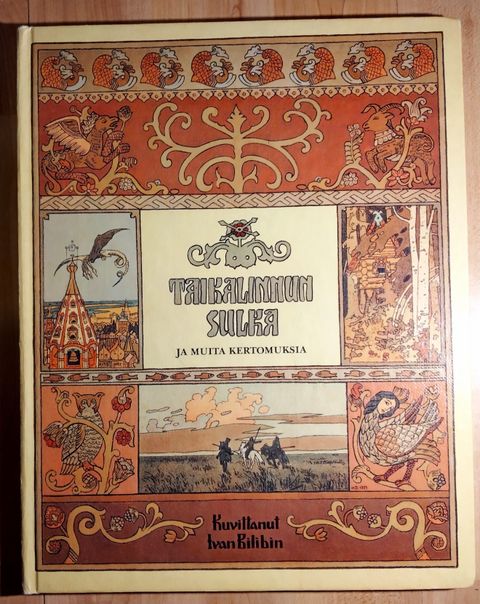 TAIKALINNUN
SULKA
JA MUITA KERTOMUKSIA
Kuvittanut
Ivan Bilibin